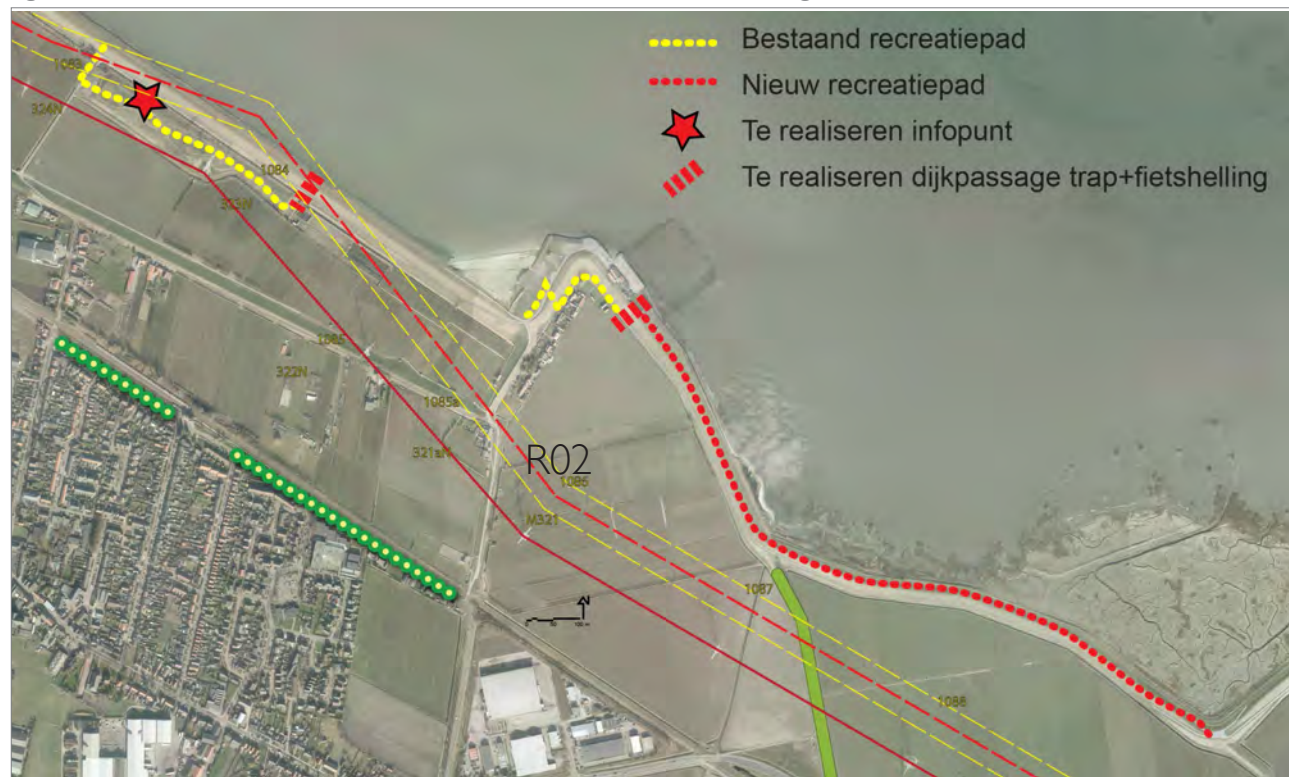 Bestaand recreatiepad
Nieuw recreatiepad
Te realiseren infopunt
Te realiseren dijkpassage trap+fietshelling
1083
324N
1084
323N
1085
322N
1085a
321aN
R02
1086
M321
1087
N
1088